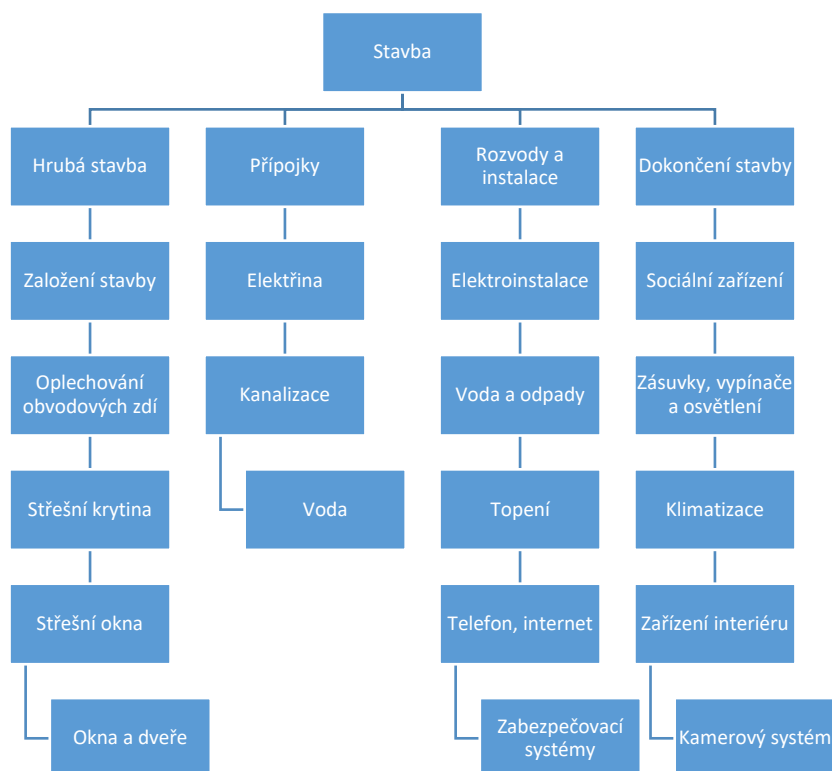 Stavba
Hrubá stavba
Přípojky
Rozvody a
instalace
Dokončení stavby
Založení stavby
Elektřina
Elektroinstalace
Sociální zařízení
Oplechování
obvodových zdí
Kanalizace
Voda a odpady
Zásuvky, vypínače
a osvětlení
Střešní krytina
Voda
Topení
Klimatizace
Střešní okna
Telefon, internet
Zařízení interiéru
Okna a dveře
Zabezpečovací
systémy
Kamerový systém